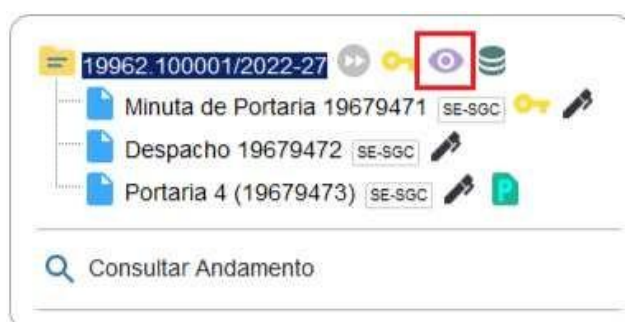 19962.100001/2022-27
Minuta de Portaria 19679471 SE-SGC
Despacho 19679472 SE-SGC
Portaria 4 (19679473) SE-SGC P
Consultar Andamento